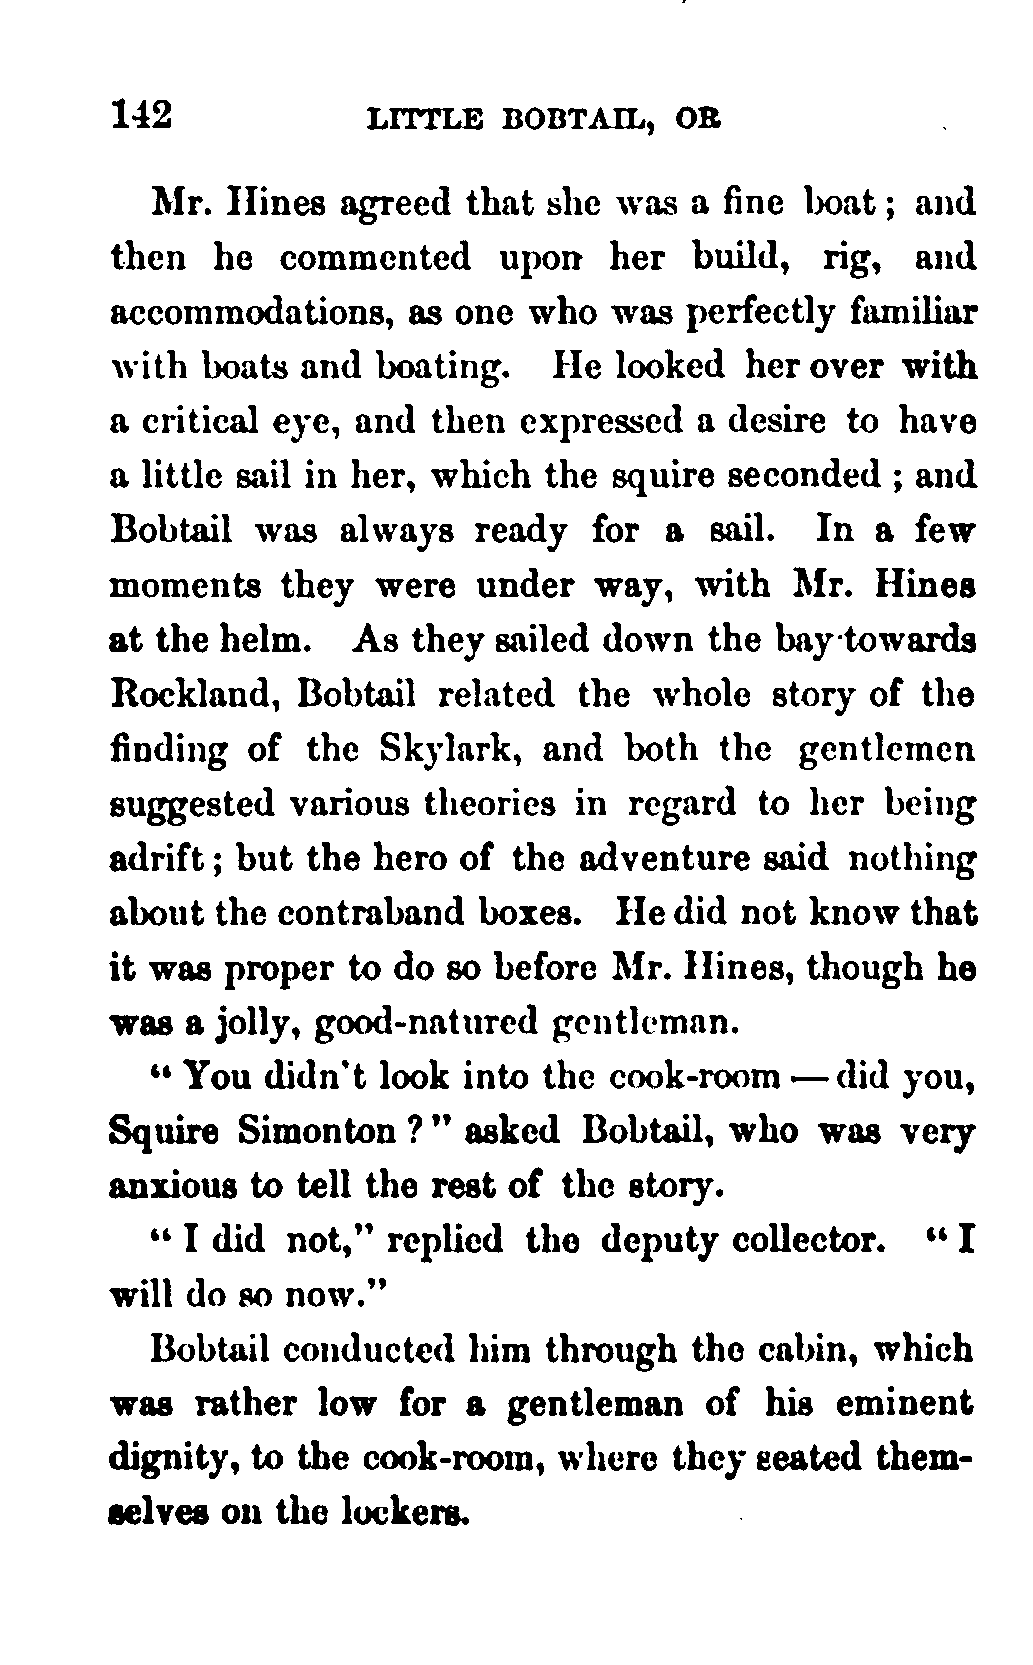 142 LITTLE BOBTAIL, OR
Mr. Hines agreed that she was a fine boat; and
then he commented upon her build, rig, and
accommodations, as one who was perfectly familiar
with boats and boating. He looked her over with
a critical eye, and then expressed a desire to have
a little sail in her, which the squire seconded; and
Bobtail was always ready for a sail. In a few
moments they were under way, with Mr. Hines
at the helm. As they sailed down the bay towards
Rockland, Bobtail related the whole story of the
finding of the Skylark, and both the gentlemen
suggested various theories in regard to her being
adrift; but the hero of the adventure said nothing
about the contraband boxes. He did not know that
it was proper to do so before Mr. Hines, though he
was a jolly, good-natured gentleman.
"You didn't look into the cook-room — did you,
Squire Simonton?" asked Bobtail, who was very
anxious to tell the rest of the story.
"I did not," replied the deputy collector. "I
will do so now."
Bobtail conducted him through the cabin, which
was rather low for a gentleman of his eminent
dignity, to the cook-room, where they seated them-
selves on the lockers.